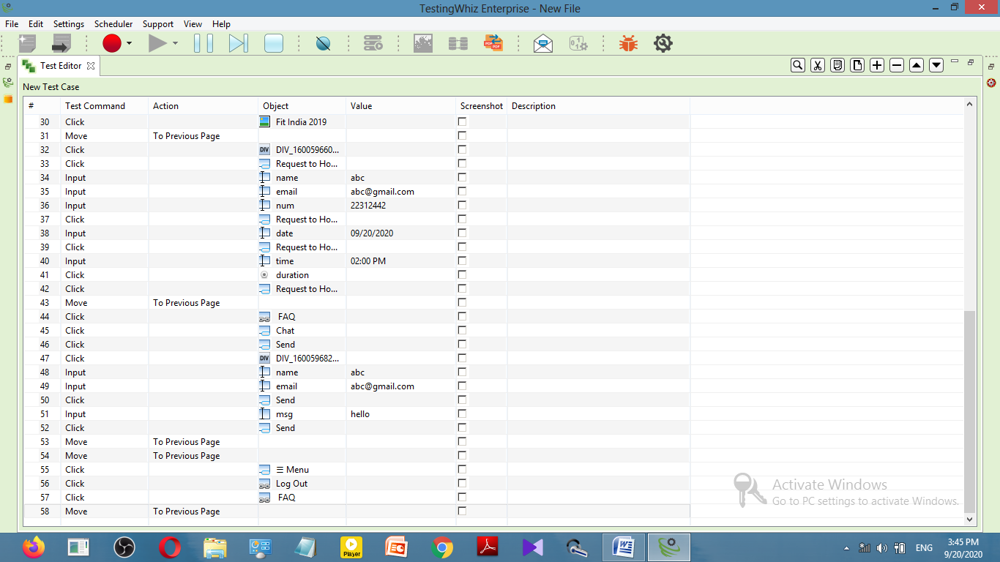 TestingWhiz Enterprise - New File
File Edit Settings Scheduler Support View Help
Test Editor
New Test Case
# Test Command Action Object Value Screenshot Description
30 Click Fit India 2019
31 Move To Previous Page
32 Click DIV DIV_160059660...
33 Click Request to Ho...
34 Input name abc
35 Input email abc@gmail.com
36 Input num 22312442
37 Click Request to Ho...
38 Input date 09/20/2020
39 Click Request to Ho...
40 Input time 02:00 PM
41 Click duration
42 Click Request to Ho...
43 Move To Previous Page
44 Click FAQ
45 Click Chat
46 Click Send
47 Click DIV DIV_160059682...
48 Input name abc
49 Input email abc@gmail.com
50 Click Send
51 Input msg hello
52 Click Send
53 Move To Previous Page
54 Move To Previous Page
55 Click ☰ Menu
56 Click Log Out
57 Click FAQ
58 Move To Previous Page
Activate Windows
Go to PC settings to activate Windows.
Player
ENG
3:45 PM
9/20/2020